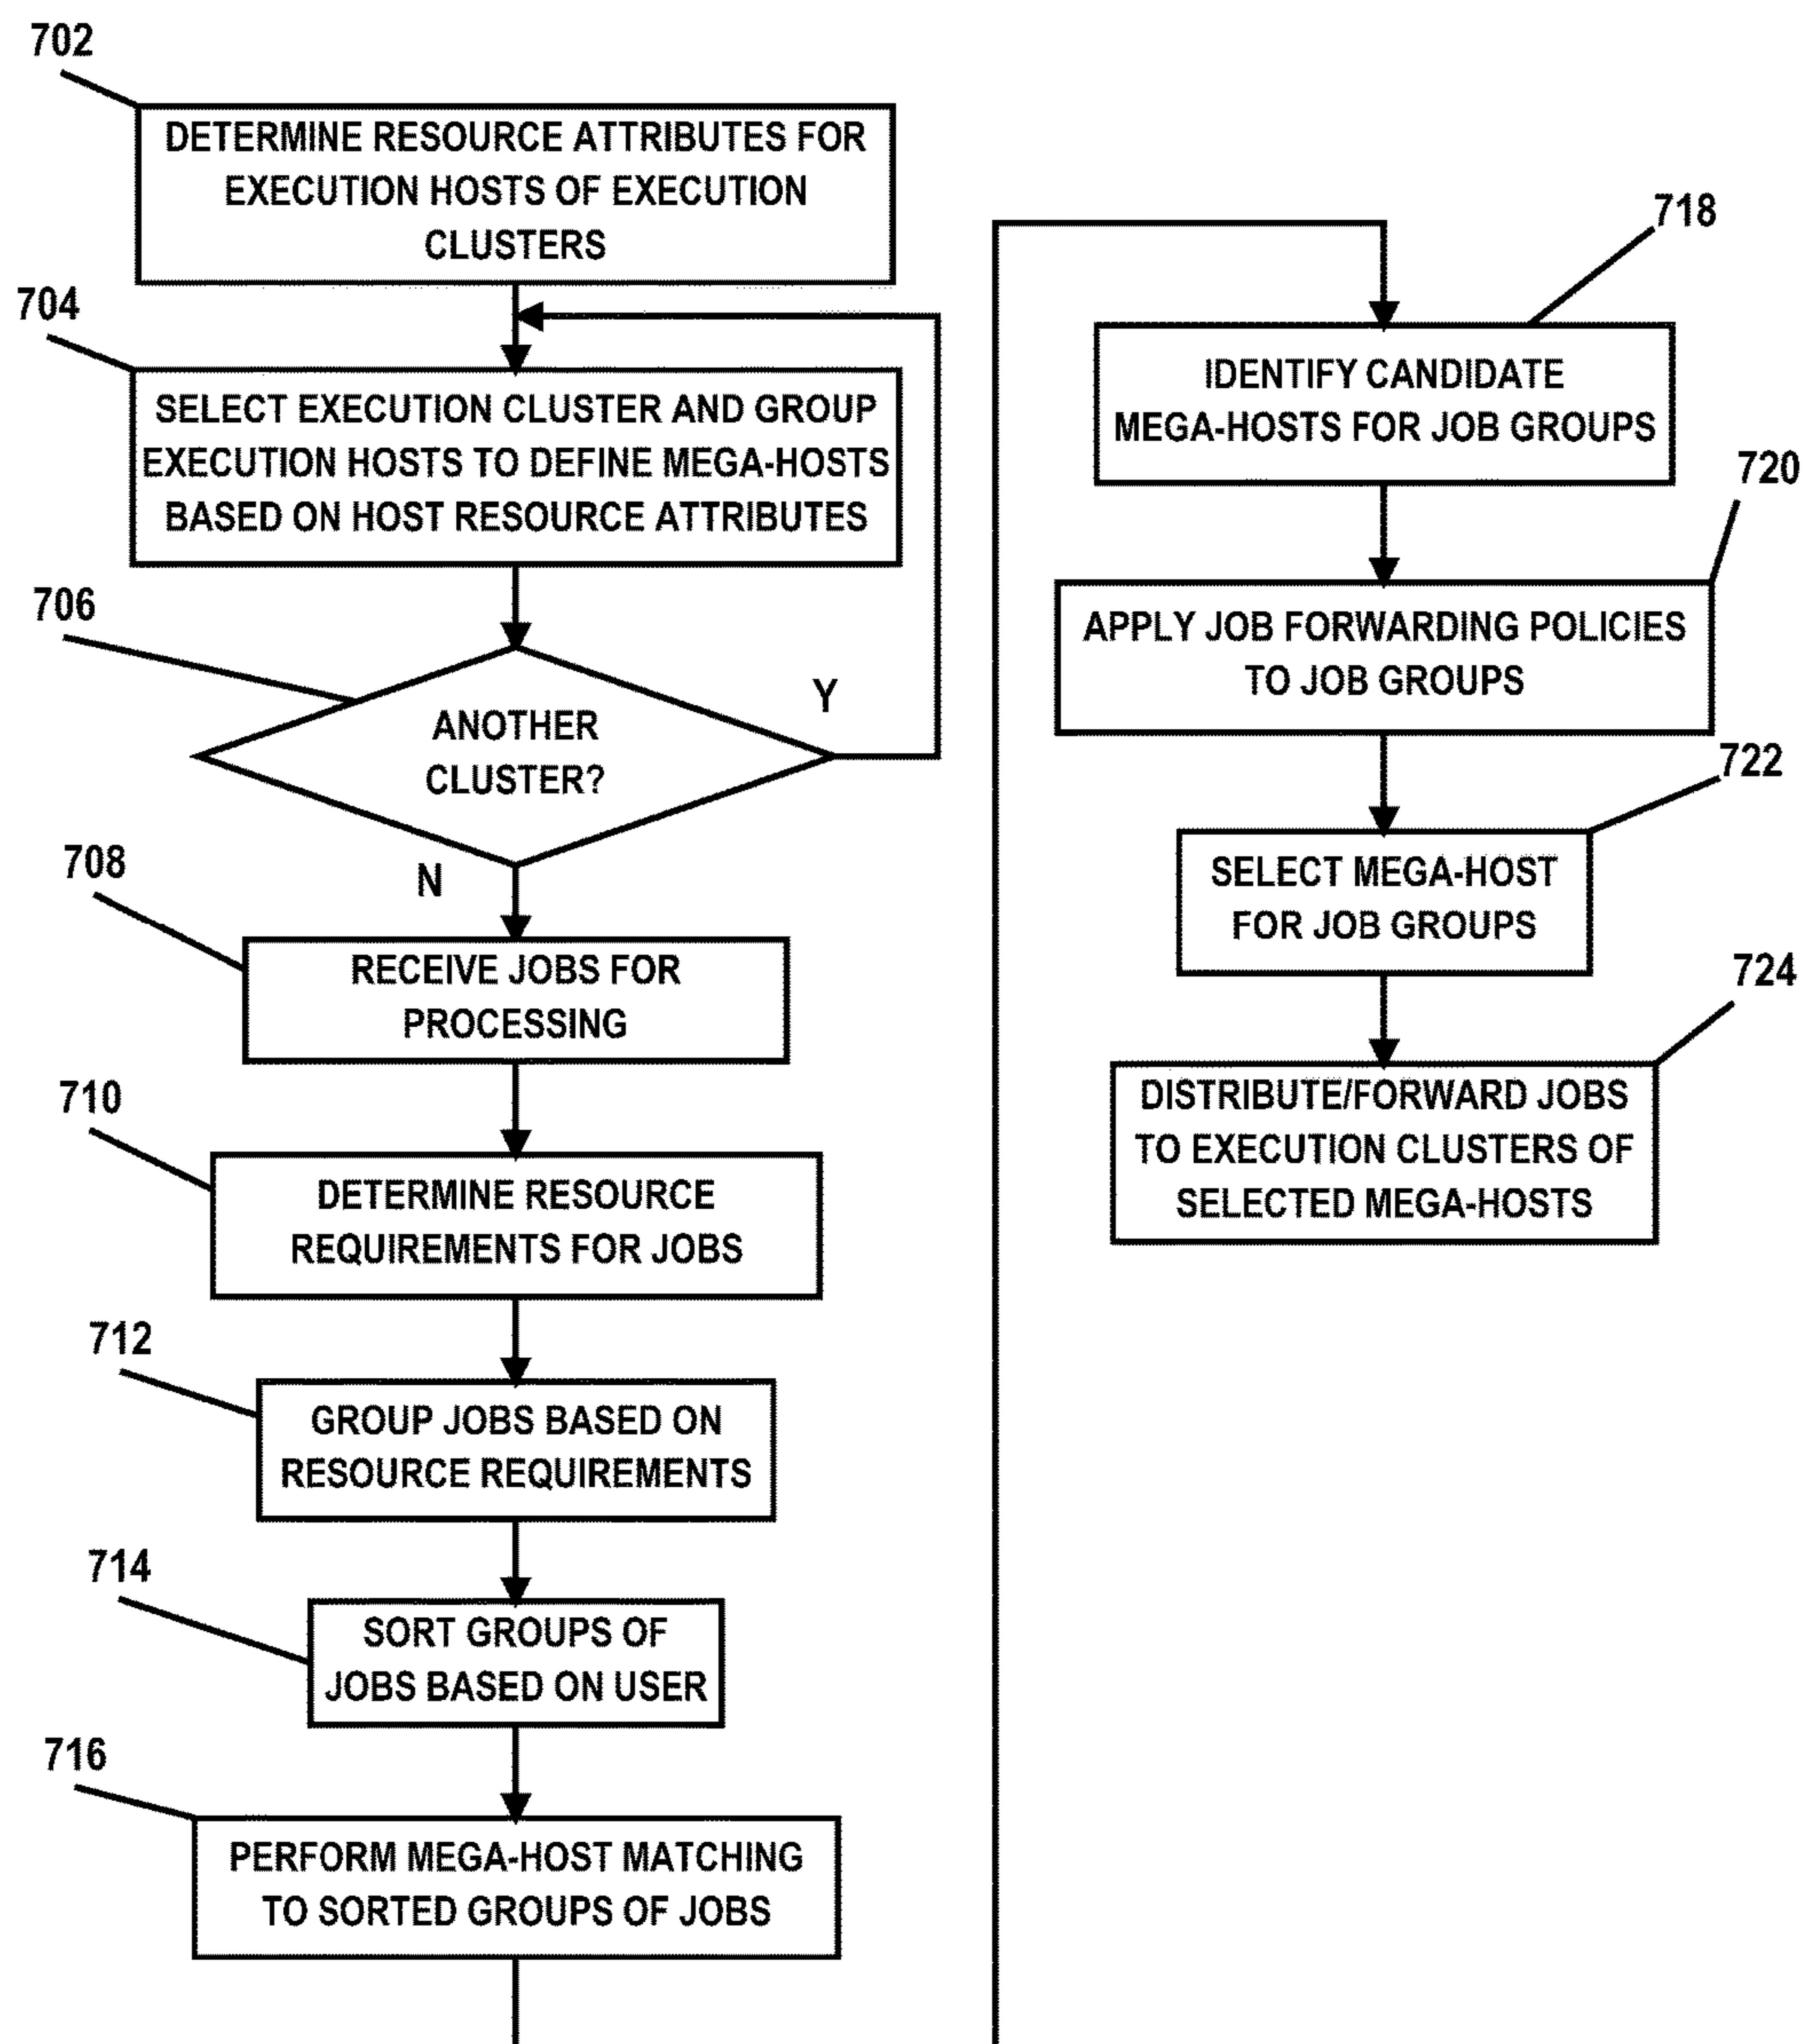 702
DETERMINE RESOURCE ATTRIBUTES FOR
EXECUTION HOSTS OF EXECUTION
CLUSTERS
704
SELECT EXECUTION CLUSTER AND GROUP
EXECUTION HOSTS TO DEFINE MEGA-HOSTS
BASED ON HOST RESOURCE ATTRIBUTES
706
ANOTHER
CLUSTER?
Y
N
708
RECEIVE JOBS FOR
PROCESSING
710
DETERMINE RESOURCE
REQUIREMENTS FOR JOBS
712
GROUP JOBS BASED ON
RESOURCE REQUIREMENTS
714
SORT GROUPS OF
JOBS BASED ON USER
716
PERFORM MEGA-HOST MATCHING
TO SORTED GROUPS OF JOBS
718
IDENTIFY CANDIDATE
MEGA-HOSTS FOR JOB GROUPS
720
APPLY JOB FORWARDING POLICIES
TO JOB GROUPS
722
SELECT MEGA-HOST
FOR JOB GROUPS
724
DISTRIBUTE/FORWARD JOBS
TO EXECUTION CLUSTERS OF
SELECTED MEGA-HOSTS